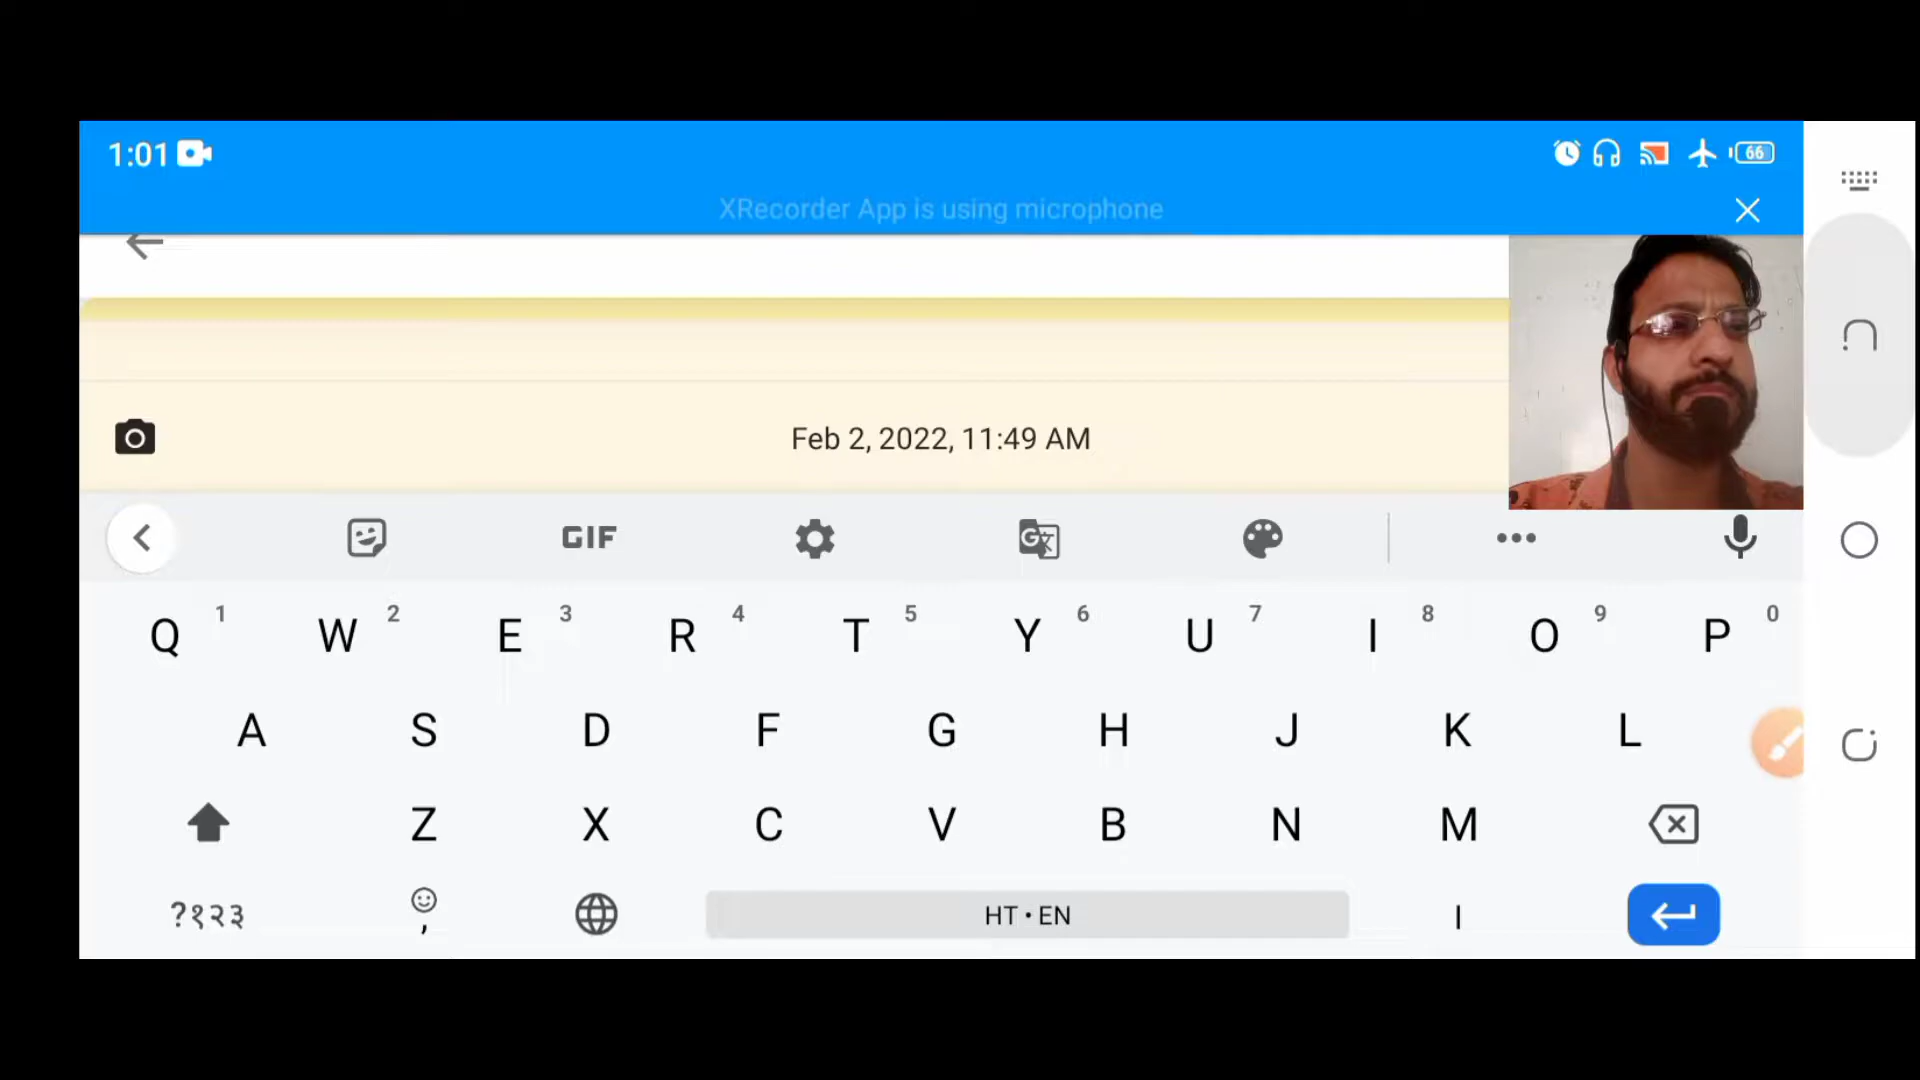 1:01
66
XRecorder App is using microphone
Feb 2, 2022, 11:49 AM
GIF
G
Q 1 W 2 E 3 R 4 T 5 Y 6 U 7 I 8 O 9 P 0
A S D F G H J K L
Z X C V B N M
?१२३ , HT • EN ।